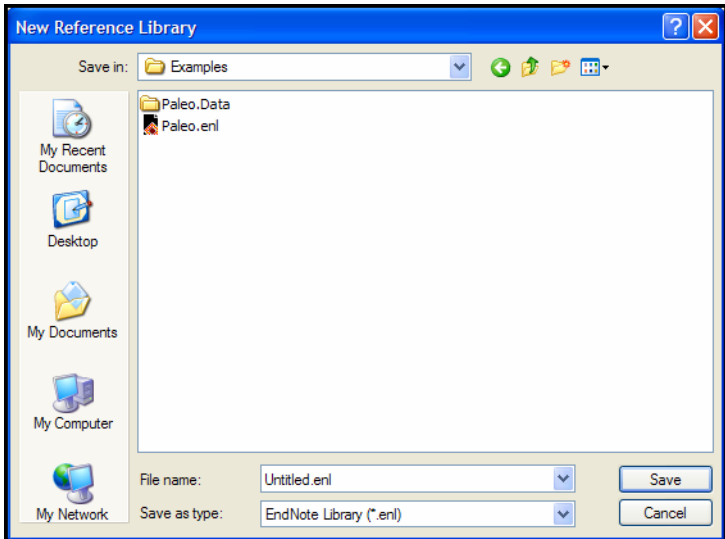 New Reference Library
Save in: Examples
Paleo.Data
Paleo.enl
My Recent
Documents
Desktop
My Documents
My Computer
My Network
File name: Untitled.enl Save
Save as type: EndNote Library (*.enl) Cancel